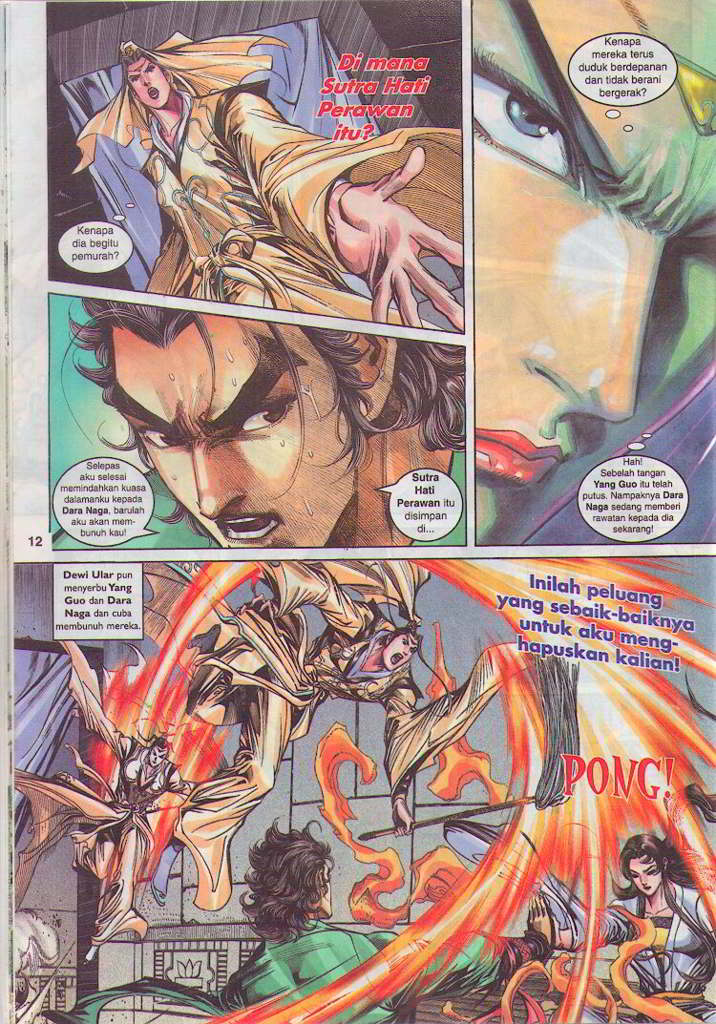 Di mana
Sutra Hati
Perawan
itu?
Kenapa
dia begitu
pemurah?
Kenapa
mereka terus
duduk berdepanan
dan tidak berani
bergerak?
Hah!
Sebelah tangan
Yang Guo itu telah
putus. Nampaknya Dara
Naga sedang memberi
rawatan kepada dia
sekarang!
Selepas
aku selesai
memindahkan kuasa
dalamanku kepada
Dara Naga, barulah
aku akan mem-
bunuh kau!
Sutra
Hati
Perawan itu
disimpan
di...
12
Dewi Ular pun
menyerbu Yang
Guo dan Dara
Naga dan cuba
membunuh mereka.
Inilah peluang
yang sebaik-baiknya
untuk aku meng-
hapuskan kalian!
PONG!